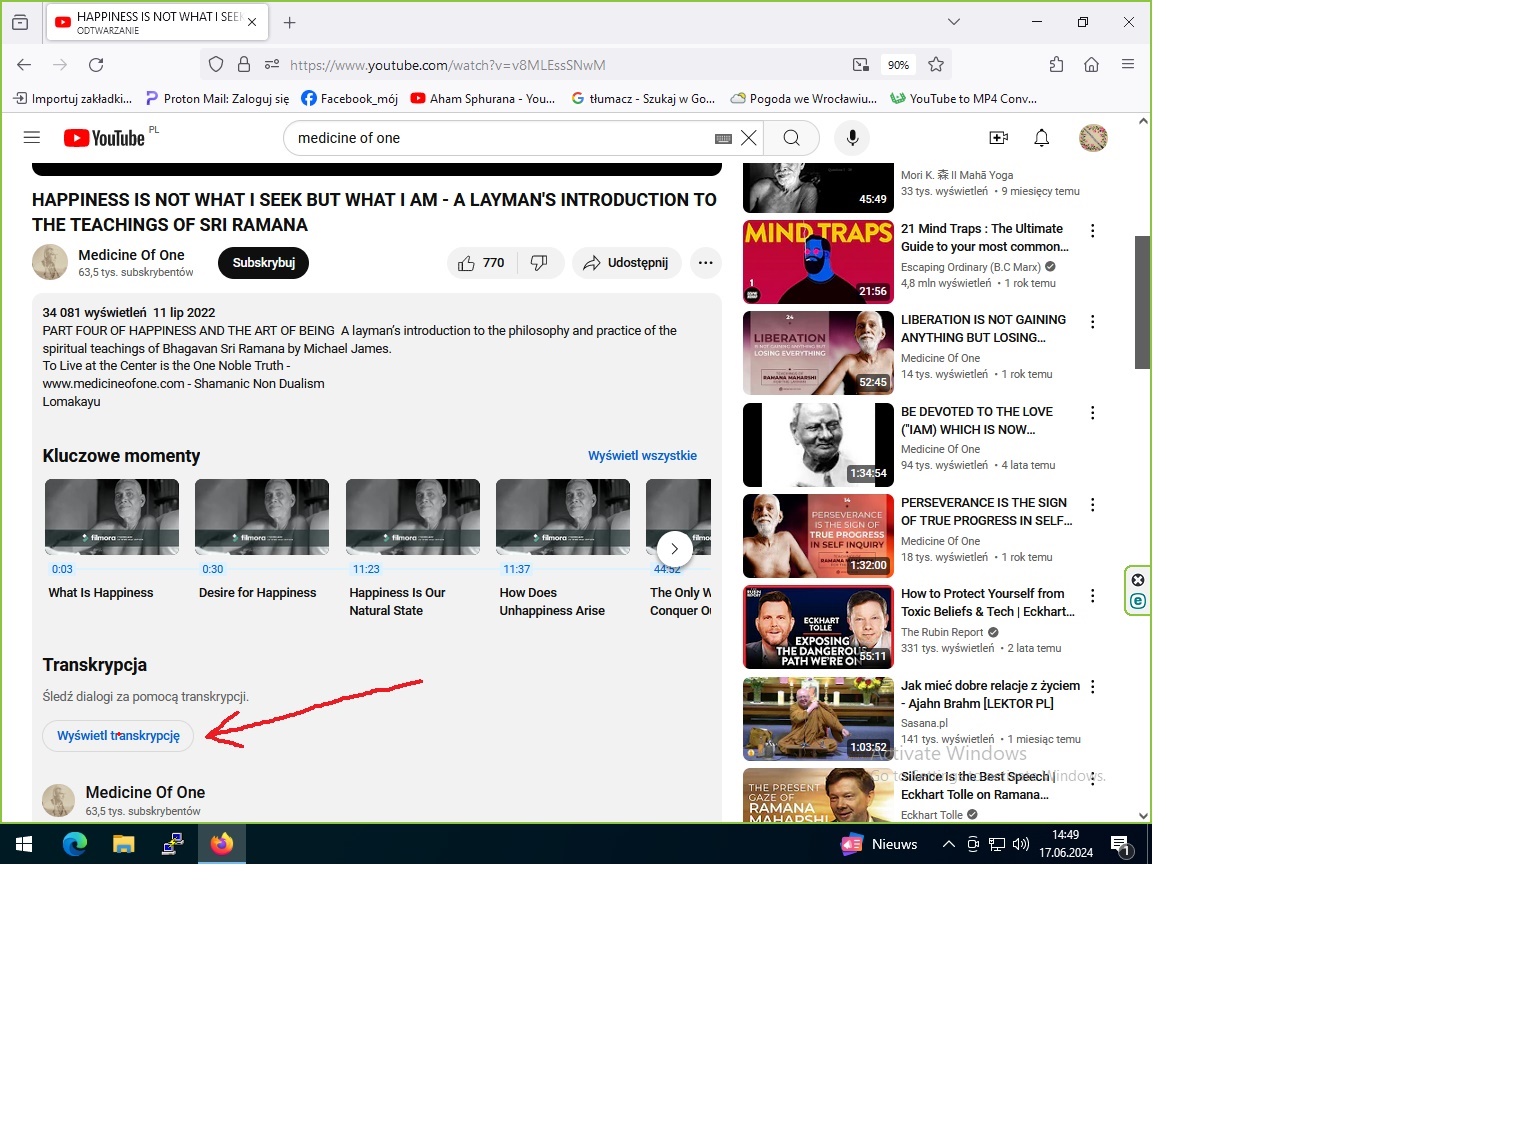 HAPPINESS IS NOT WHAT I SEE
ODTWARZANIE
https://www.youtube.com/watch?v=v8MLEssSNwM
90%
Importuj zakładki...
Proton Mail: Zaloguj się
Facebook_mój
Aham Sphurana - You...
tłumacz - Szukaj w Go...
Pogoda we Wrocławiu...
YouTube to MP4 Conv...
YouTube PL
medicine of one
HAPPINESS IS NOT WHAT I SEEK BUT WHAT I AM - A LAYMAN'S INTRODUCTION TO
THE TEACHINGS OF SRI RAMANA
Medicine Of One
63,5 tys. subskrybentów
Subskrybuj
770
Udostępnij
34 081 wyświetleń 11 lip 2022
PART FOUR OF HAPPINESS AND THE ART OF BEING A layman's introduction to the philosophy and practice of the
spiritual teachings of Bhagavan Sri Ramana by Michael James.
To Live at the Center is the One Noble Truth -
www.medicineofone.com - Shamanic Non Dualism
Lomakayu
Kluczowe momenty
Wyświetl wszystkie
filmora
filmora
filmora
filmora
0:03
0:30
11:23
11:37
44:52
What Is Happiness
Desire for Happiness
Happiness Is Our
Natural State
How Does
Unhappiness Arise
The Only W
Conquer O
Transkrypcja
Śledź dialogi za pomocą transkrypcji.
Wyświetl transkrypcję
Medicine Of One
63,5 tys. subskrybentów
45:49
Mori K. 森 II Mahā Yoga
33 tys. wyświetleń • 9 miesięcy temu
MIND TRAPS
1
21:56
21 Mind Traps : The Ultimate
Guide to your most common...
Escaping Ordinary (B.C Marx)
4,8 mln wyświetleń • 1 rok temu
24
LIBERATION
IS NOT GAINING ANYTHING BUT
LOSING EVERYTHING
TEACHINGS OF
RAMANA MAHARSHI
FOR THE LAYMAN
52:45
LIBERATION IS NOT GAINING
ANYTHING BUT LOSING...
Medicine Of One
14 tys. wyświetleń • 1 rok temu
1:34:54
BE DEVOTED TO THE LOVE
("IAM) WHICH IS NOW...
Medicine Of One
94 tys. wyświetleń • 4 lata temu
14
PERSEVERANCE
IS THE SIGN OF
TRUE PROGRESS
IN SELF INQUIRY
1:32:00
PERSEVERANCE IS THE SIGN
OF TRUE PROGRESS IN SELF...
Medicine Of One
18 tys. wyświetleń • 1 rok temu
RUBIN REPORT
ECKHART
TOLLE
EXPOSING
THE DANGEROU
PATH WE'RE ON
55:11
How to Protect Yourself from
Toxic Beliefs & Tech | Eckhart...
The Rubin Report
331 tys. wyświetleń • 2 lata temu
1:03:52
Jak mieć dobre relacje z życiem
- Ajahn Brahm [LEKTOR PL]
Sasana.pl
141 tys. wyświetleń • 1 miesiąc temu
Activate Windows
THE PRESENT
GAZE OF
RAMANA
MAHARSHI
Silence Is the Best Speech |
Eckhart Tolle on Ramana...
Eckhart Tolle
Nieuws
14:49
17.06.2024
1